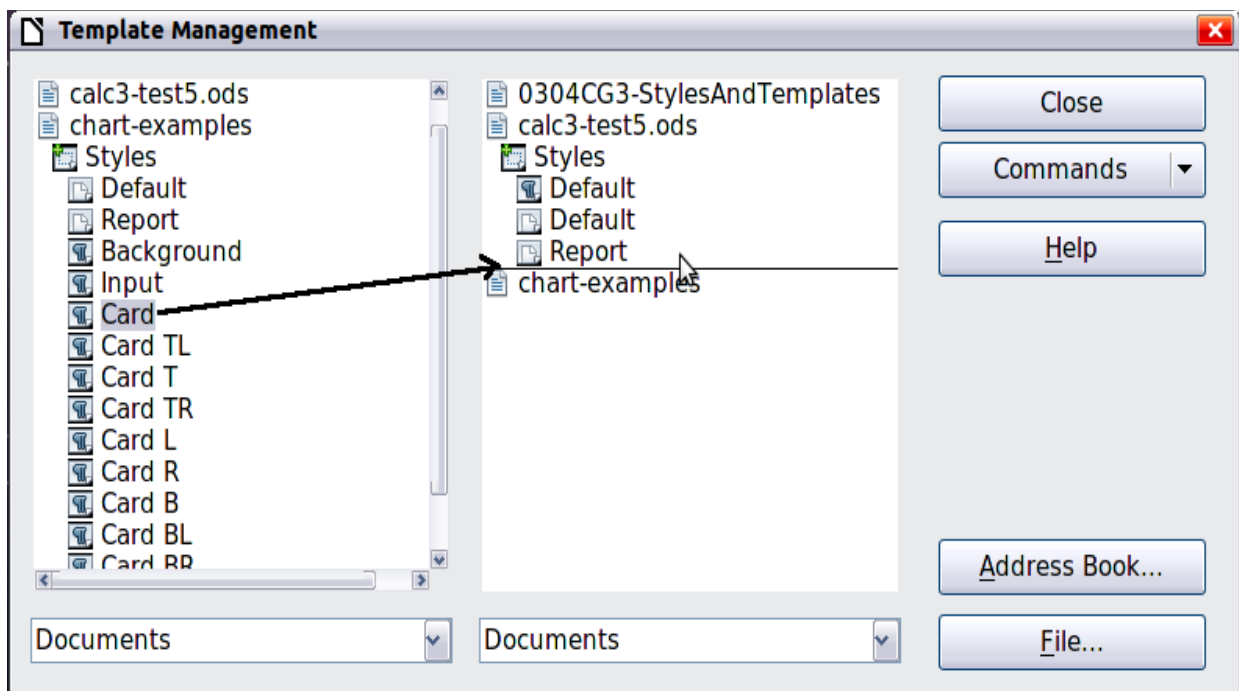 Template Management
calc3-test5.ods
chart-examples
Styles
Default
Report
Background
Input
Card
Card TL
Card T
Card TR
Card L
Card R
Card B
Card BL
Card BR
Documents
0304CG3-StylesAndTemplates
calc3-test5.ods
Styles
Default
Default
Report
chart-examples
Documents
Close
Commands
Help
Address Book...
File...